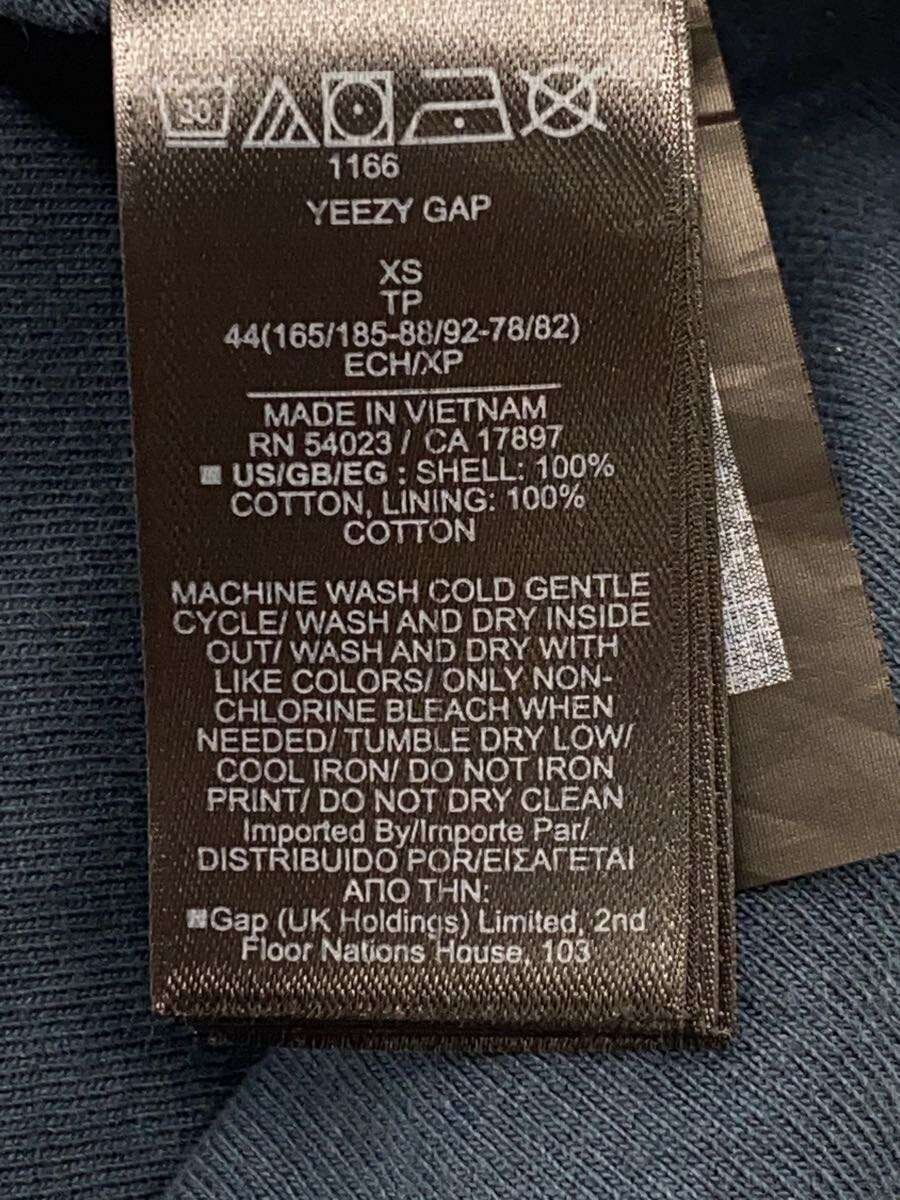 30
1166
YEEZY GAP
XS
TP
44(165/185-88/92-78/82)
ECH/XP
MADE IN VIETNAM
RN 54023 / CA 17897
US/GB/EG : SHELL: 100%
COTTON, LINING: 100%
COTTON
MACHINE WASH COLD GENTLE
CYCLE/ WASH AND DRY INSIDE
OUT/ WASH AND DRY WITH
LIKE COLORS/ ONLY NON-
CHLORINE BLEACH WHEN
NEEDED/ TUMBLE DRY LOW/
COOL IRON/ DO NOT IRON
PRINT/ DO NOT DRY CLEAN
Imported By/Importe Par/
DISTRIBUIDO POR/ΕΙΣΑΓΕΤΑΙ
ΑΠΟ ΤΗΝ:
Gap (UK Holdings) Limited, 2nd
Floor Nations House, 103